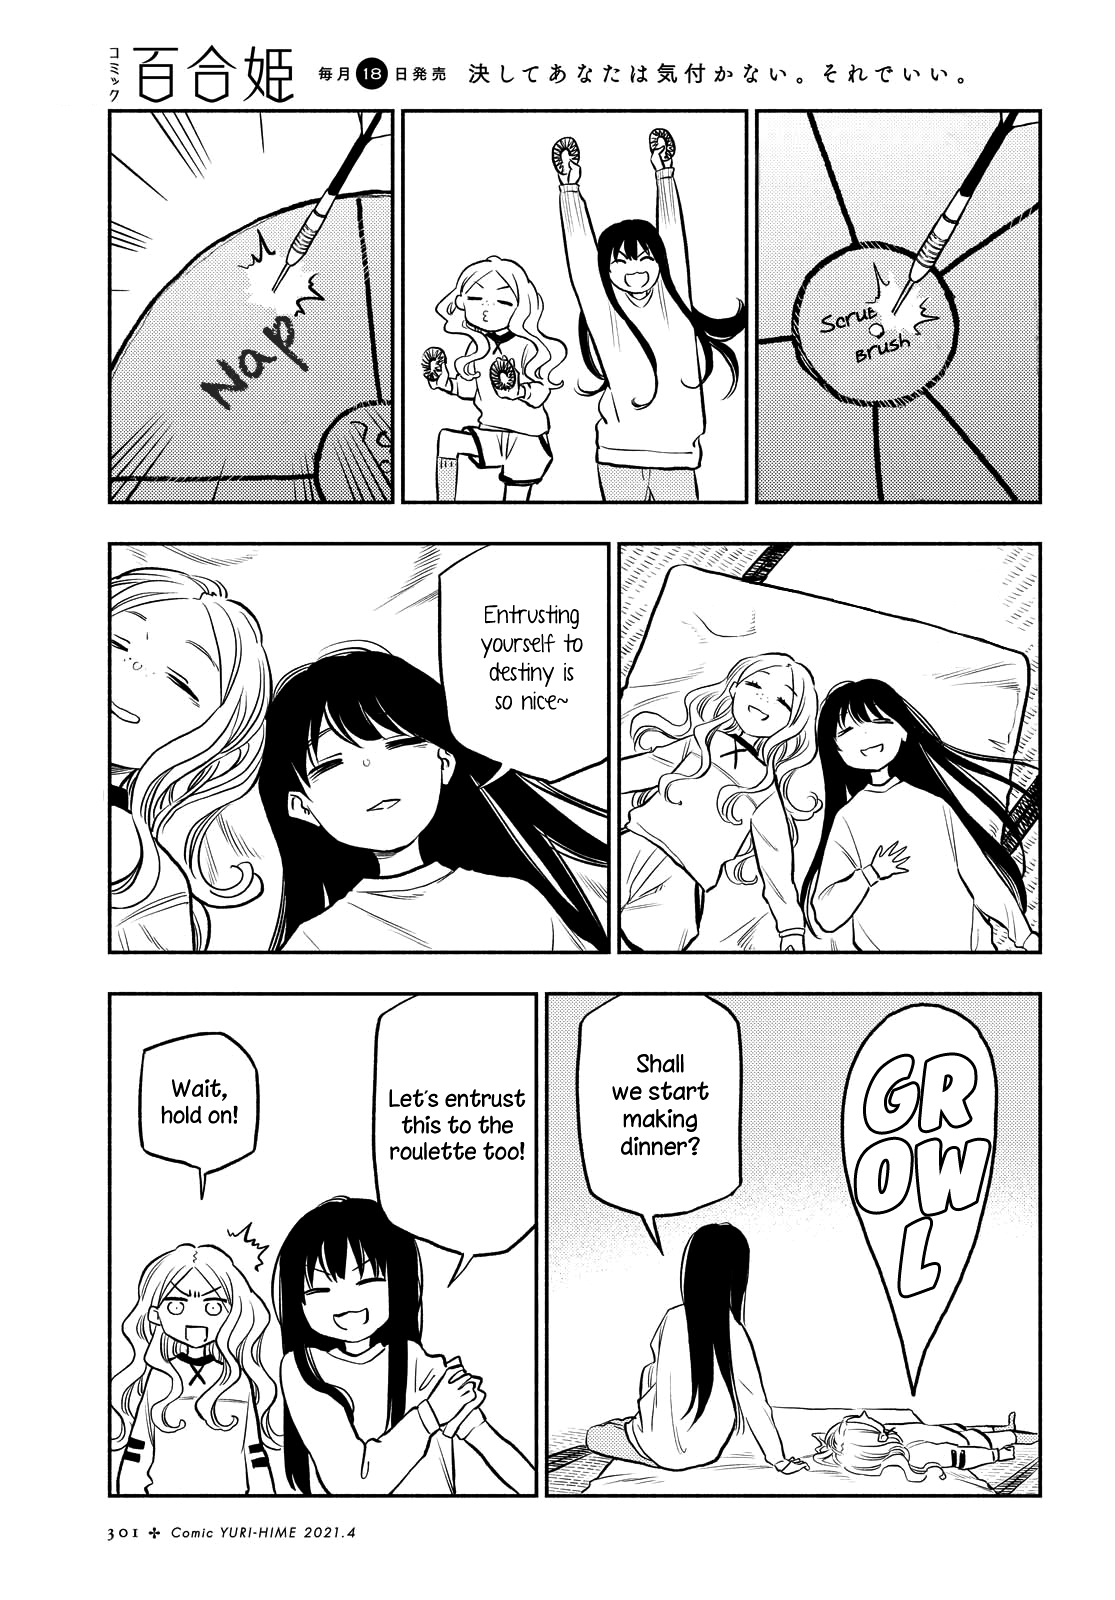 コミック 百合姫 毎月18日発売 決してあなたは気付かない。それでいい。
Scrub
Brush
Nap
Entrusting
yourself to
destiny is
so nice~
GR
OW
L
Shall
we start
making
dinner?
Let's entrust
this to the
roulette too!
Wait,
hold on!
301 ✣ Comic YURI-HIME 2021.4